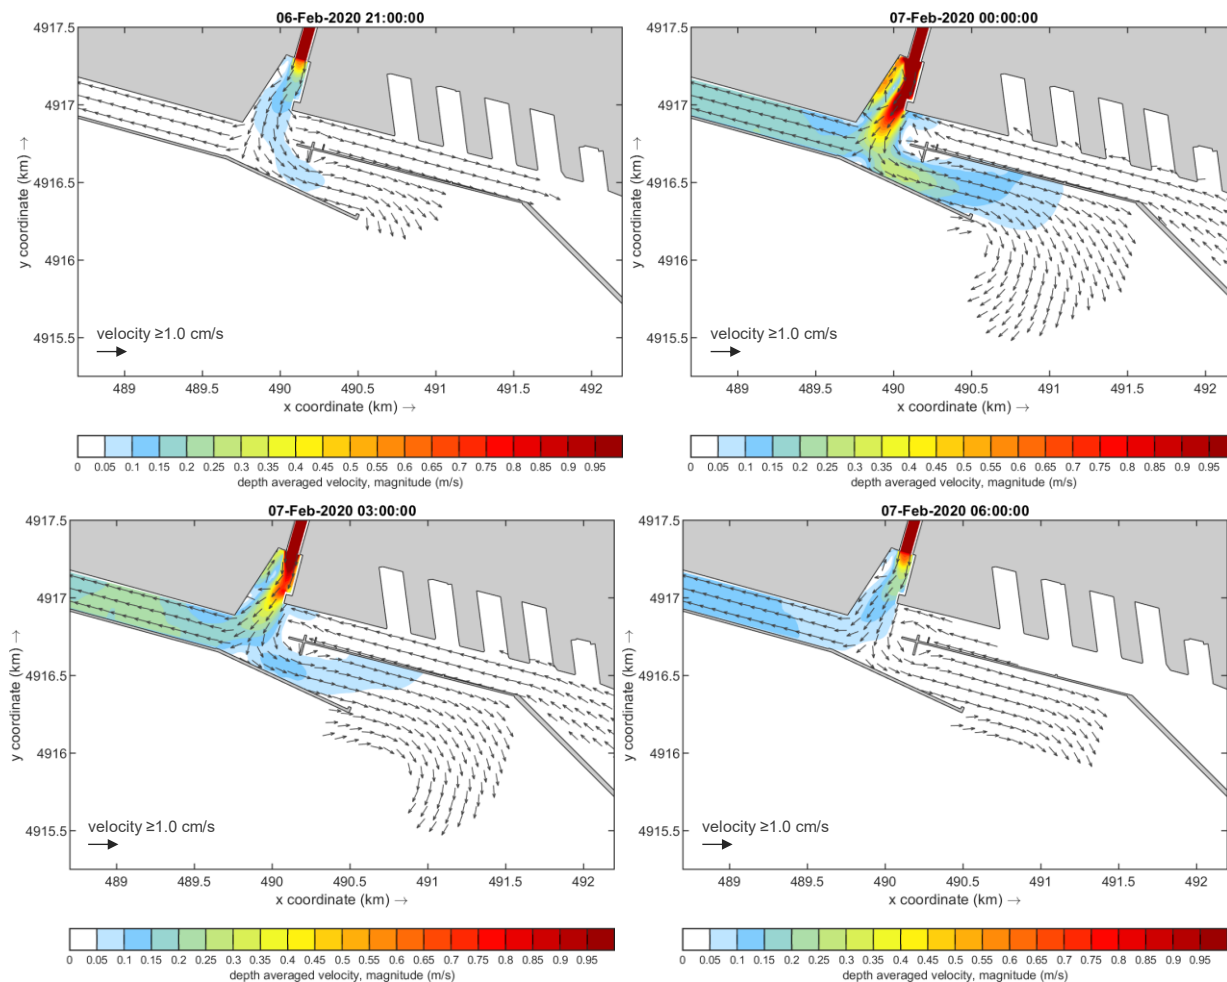 06-Feb-2020 21:00:00
4917.5
4917
4916.5
4916
4915.5
y coordinate (km) →
velocity ≥1.0 cm/s
489 489.5 490 490.5 491 491.5 492
x coordinate (km) →
0 0.05 0.1 0.15 0.2 0.25 0.3 0.35 0.4 0.45 0.5 0.55 0.6 0.65 0.7 0.75 0.8 0.85 0.9 0.95
depth averaged velocity, magnitude (m/s)
07-Feb-2020 00:00:00
4917.5
4917
4916.5
4916
4915.5
y coordinate (km) →
velocity ≥1.0 cm/s
489 489.5 490 490.5 491 491.5 492
x coordinate (km) →
0 0.05 0.1 0.15 0.2 0.25 0.3 0.35 0.4 0.45 0.5 0.55 0.6 0.65 0.7 0.75 0.8 0.85 0.9 0.95
depth averaged velocity, magnitude (m/s)
07-Feb-2020 03:00:00
4917.5
4917
4916.5
4916
4915.5
y coordinate (km) →
velocity ≥1.0 cm/s
489 489.5 490 490.5 491 491.5 492
x coordinate (km) →
0 0.05 0.1 0.15 0.2 0.25 0.3 0.35 0.4 0.45 0.5 0.55 0.6 0.65 0.7 0.75 0.8 0.85 0.9 0.95
depth averaged velocity, magnitude (m/s)
07-Feb-2020 06:00:00
4917.5
4917
4916.5
4916
4915.5
y coordinate (km) →
velocity ≥1.0 cm/s
489 489.5 490 490.5 491 491.5 492
x coordinate (km) →
0 0.05 0.1 0.15 0.2 0.25 0.3 0.35 0.4 0.45 0.5 0.55 0.6 0.65 0.7 0.75 0.8 0.85 0.9 0.95
depth averaged velocity, magnitude (m/s)